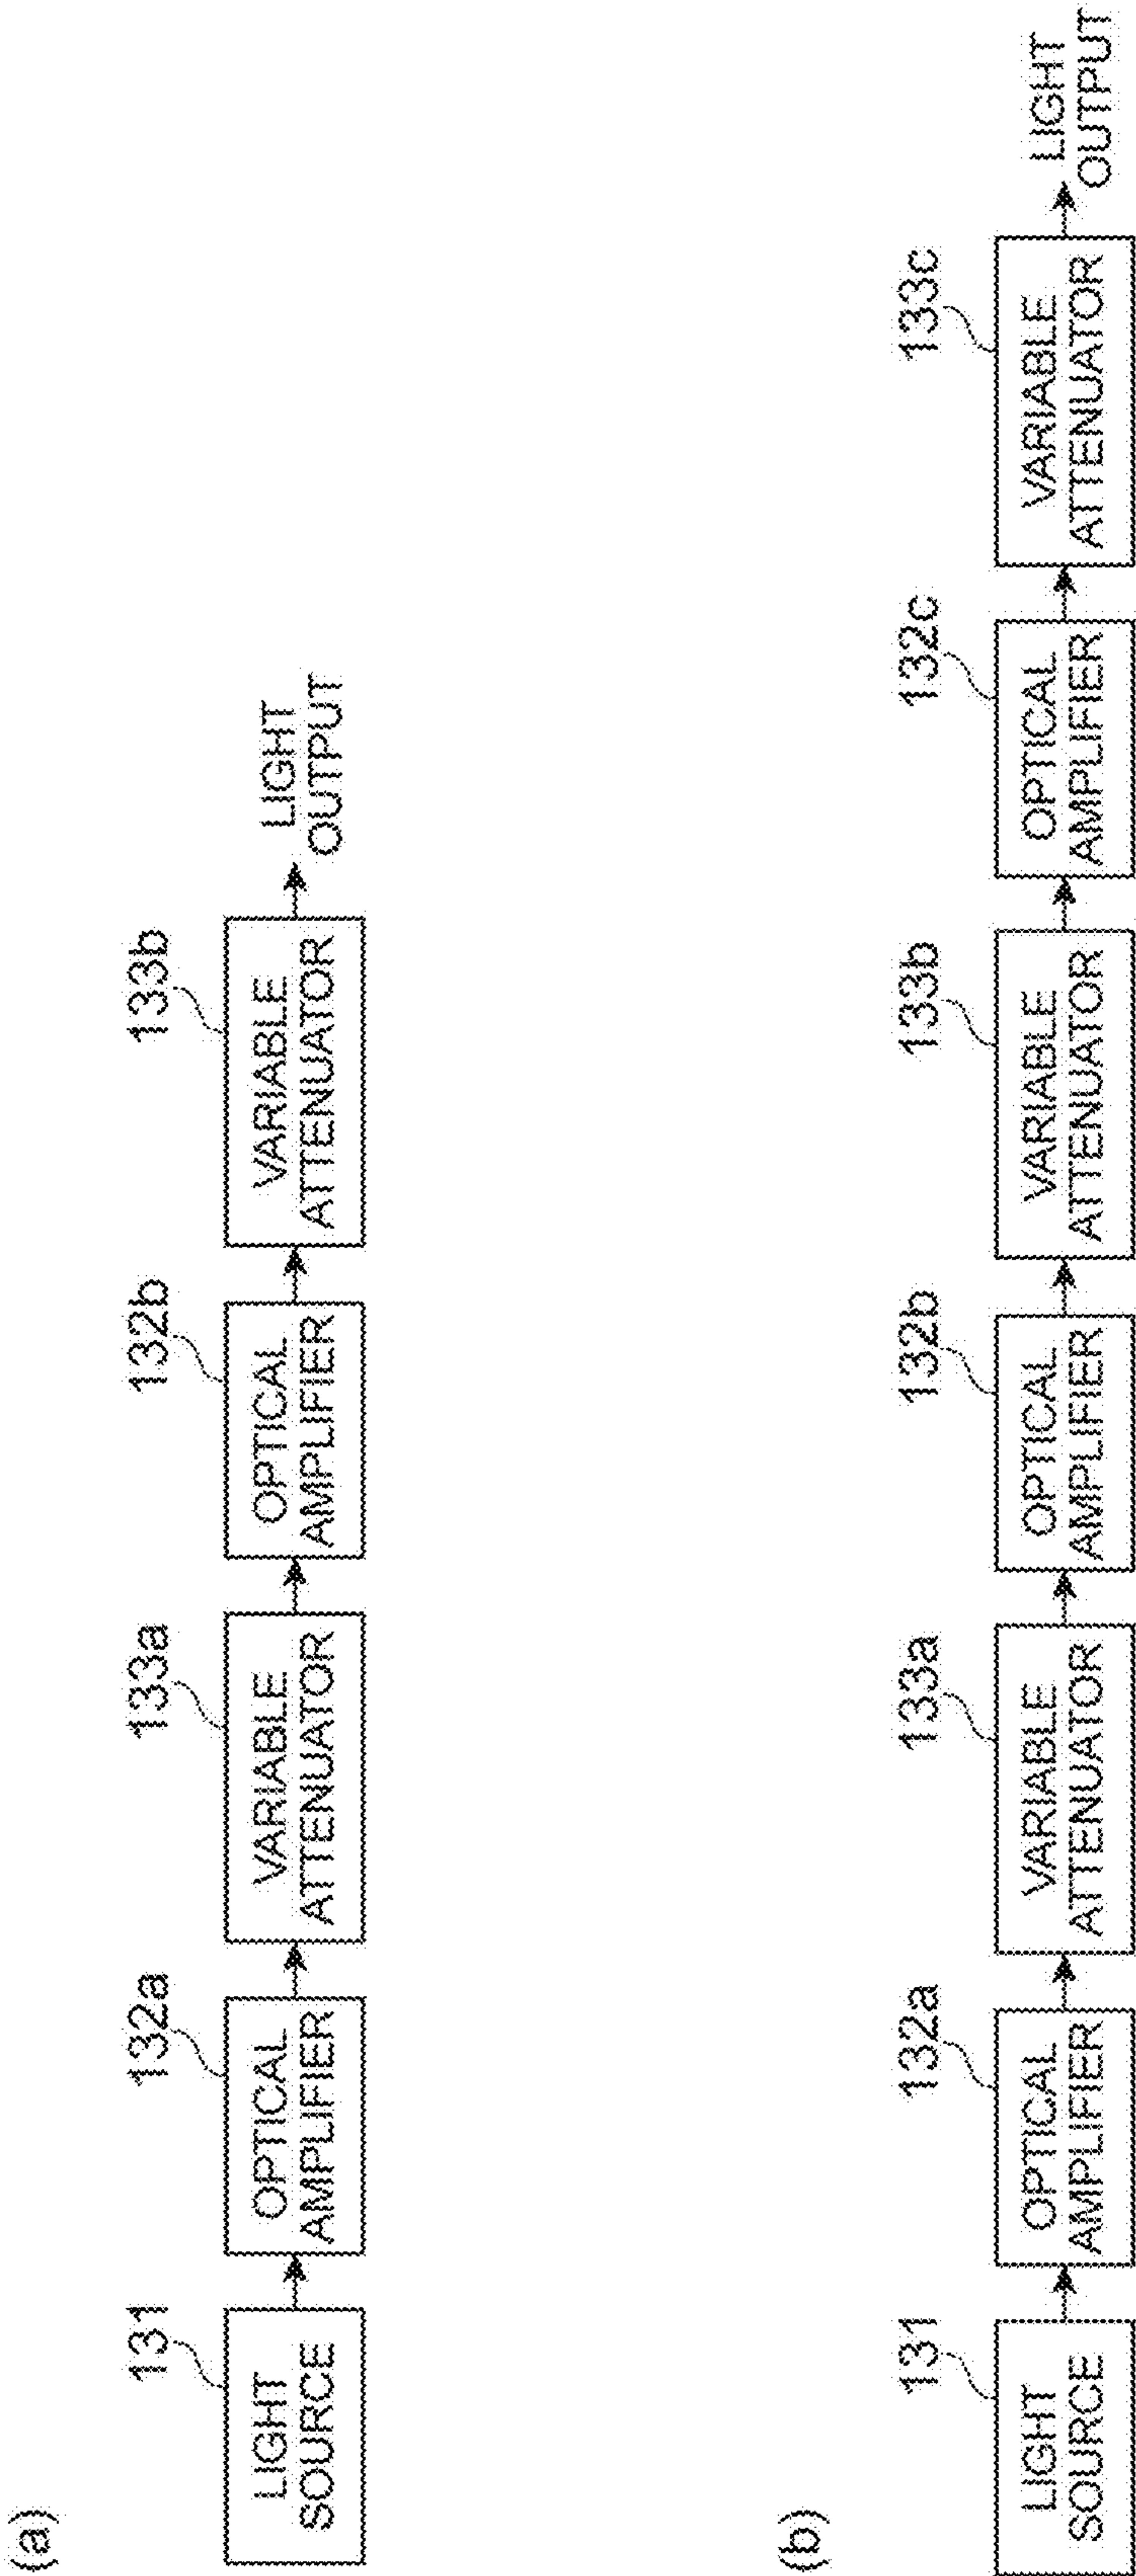 (a)
131
LIGHT
SOURCE
132a
OPTICAL
AMPLIFIER
133a
VARIABLE
ATTENUATOR
132b
OPTICAL
AMPLIFIER
133b
VARIABLE
ATTENUATOR
LIGHT
OUTPUT
(b)
131
LIGHT
SOURCE
132a
OPTICAL
AMPLIFIER
133a
VARIABLE
ATTENUATOR
132b
OPTICAL
AMPLIFIER
133b
VARIABLE
ATTENUATOR
132c
OPTICAL
AMPLIFIER
133c
VARIABLE
ATTENUATOR
LIGHT
OUTPUT